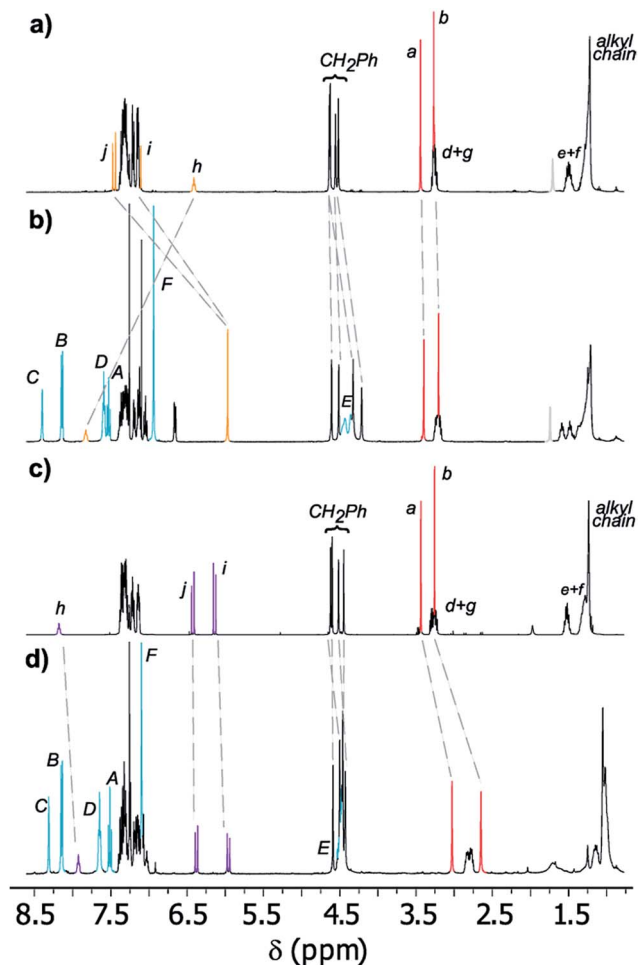 a)
CH2Ph
a
b
alkyl
chain
j
i
h
d+g
e+f
b)
C
B
D
A
F
E
c)
CH2Ph
a
b
alkyl
chain
h
j
i
d+g
e+f
d)
C
B
D
A
F
E
8.5 7.5 6.5 5.5 4.5 3.5 2.5 1.5
δ (ppm)